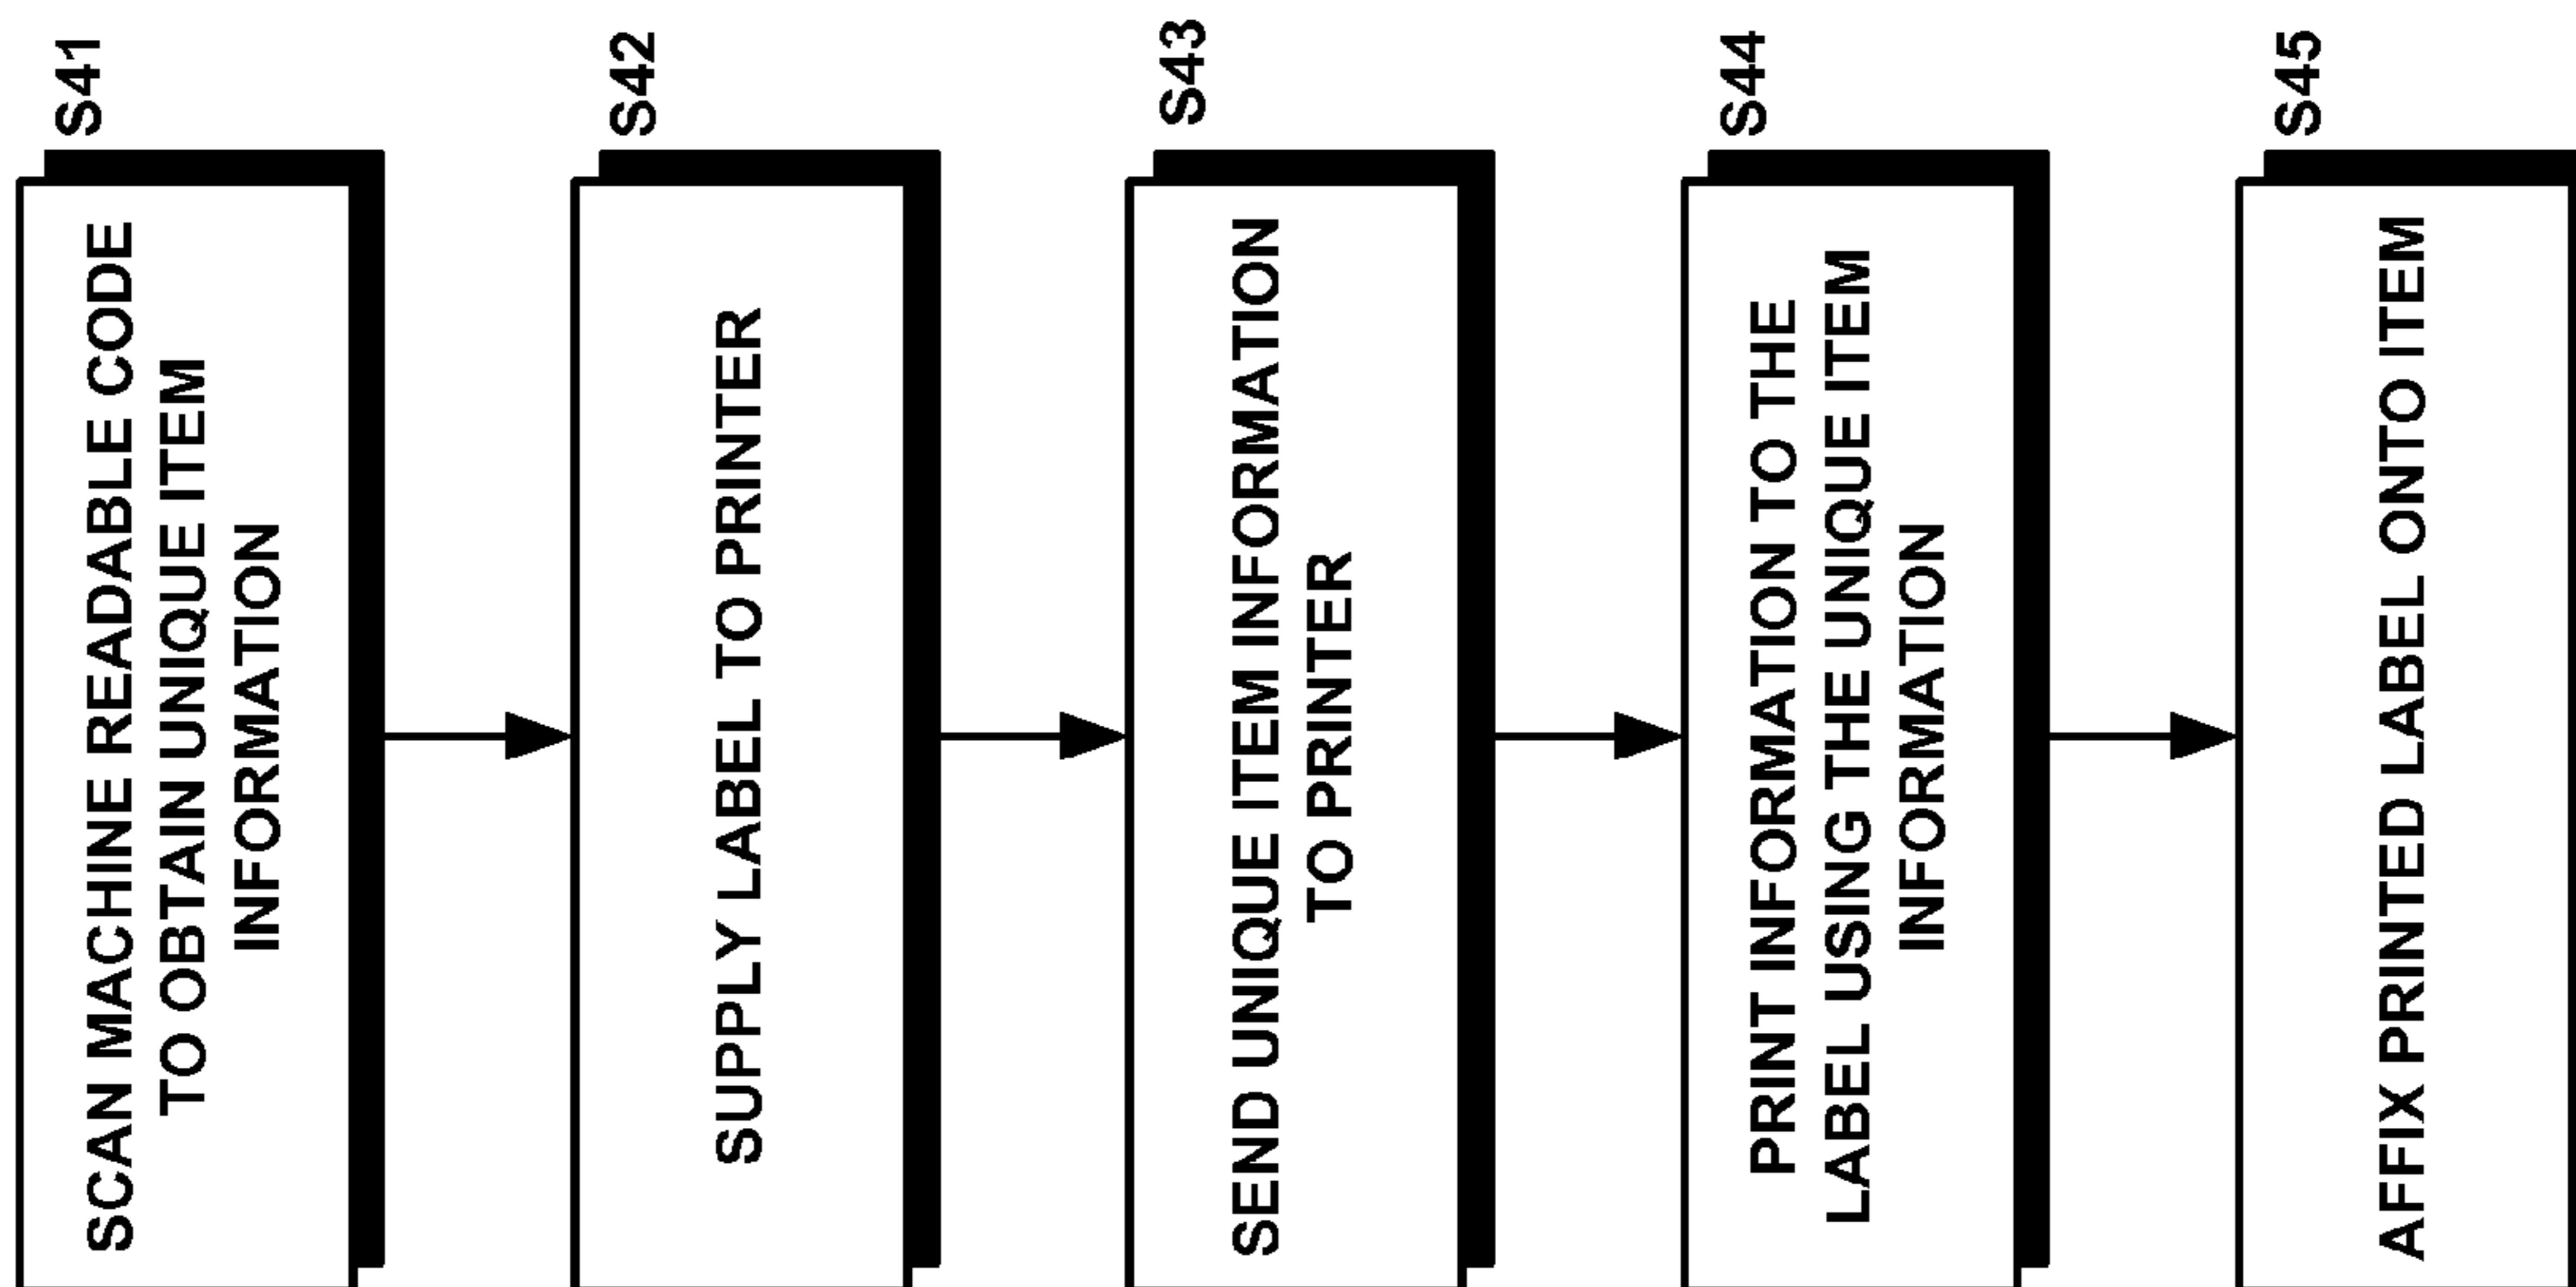 S41
SCAN MACHINE READABLE CODE
TO OBTAIN UNIQUE ITEM
INFORMATION
S42
SUPPLY LABEL TO PRINTER
S43
SEND UNIQUE ITEM INFORMATION
TO PRINTER
S44
PRINT INFORMATION TO THE
LABEL USING THE UNIQUE ITEM
INFORMATION
S45
AFFIX PRINTED LABEL ONTO ITEM